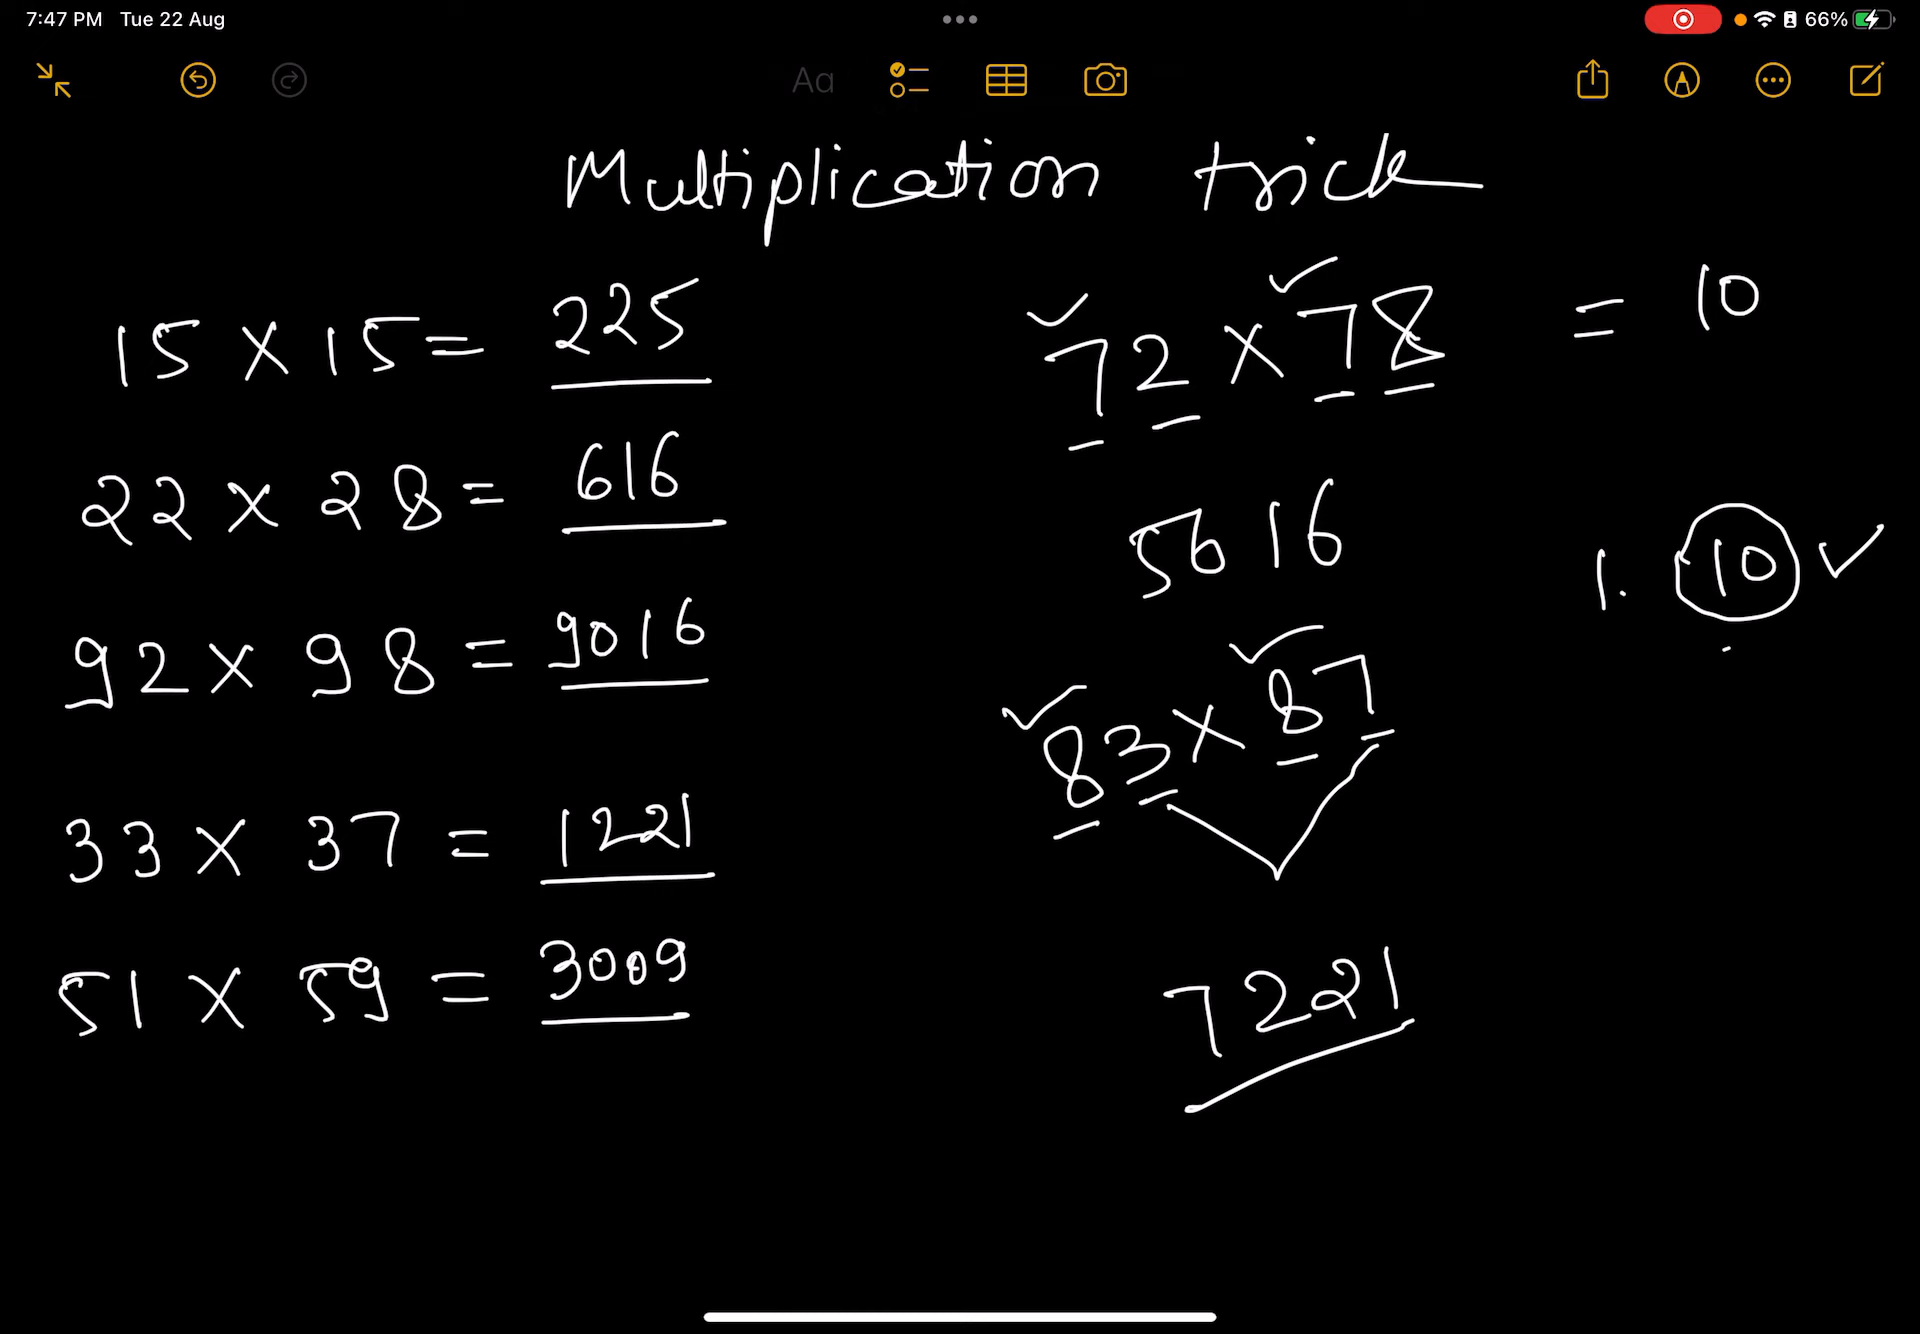 7:47 PM Tue 22 Aug
66%
Aa
Multiplication trick
15 × 15 = 225
22 × 28 = 616
92 × 98 = 9016
33 × 37 = 1221
51 × 59 = 3009
72 × 78 = 10
5616
1. 10 ✓
83 × 87
7221